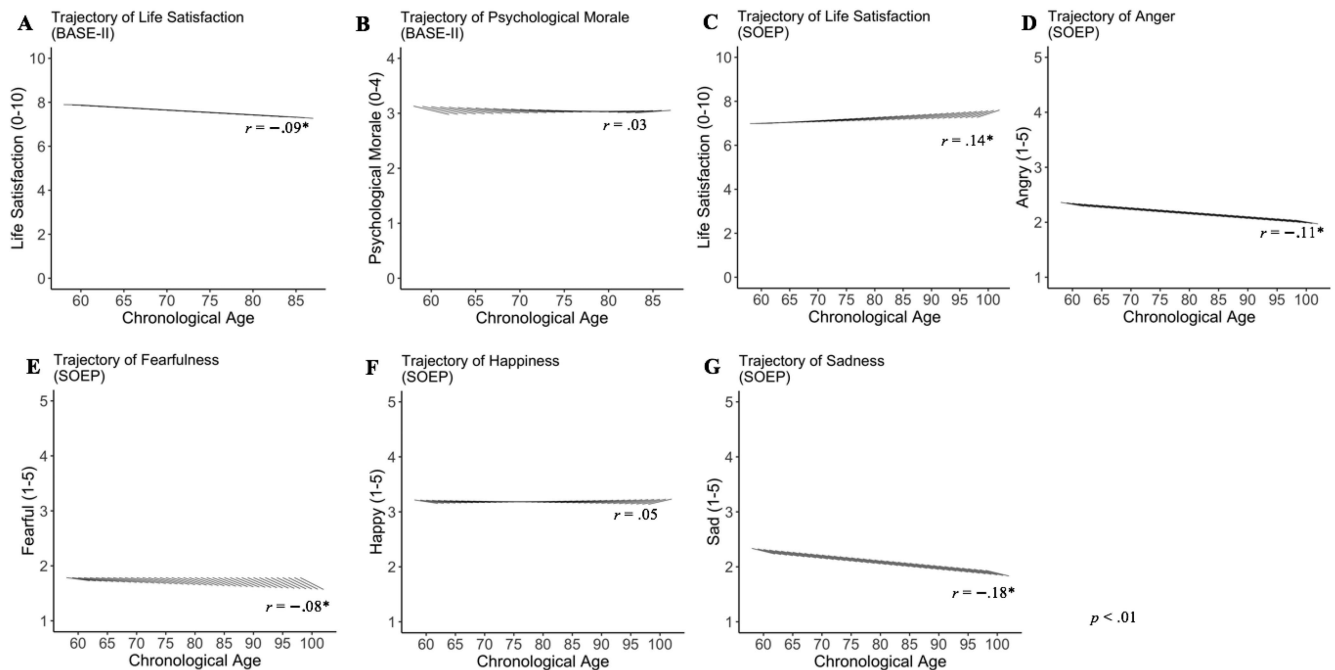 A
Trajectory of Life Satisfaction
(BASE-II)
Life Satisfaction (0-10)
10
8
6
4
2
0
r = −.09*
60 65 70 75 80 85
Chronological Age
B
Trajectory of Psychological Morale
(BASE-II)
Psychological Morale (0-4)
4
3
2
1
0
r = .03
60 65 70 75 80 85
Chronological Age
C
Trajectory of Life Satisfaction
(SOEP)
Life Satisfaction (0-10)
10
8
6
4
2
0
r = .14*
60 65 70 75 80 85 90 95 100
Chronological Age
D
Trajectory of Anger
(SOEP)
Angry (1-5)
5
4
3
2
1
r = −.11*
60 65 70 75 80 85 90 95 100
Chronological Age
E
Trajectory of Fearfulness
(SOEP)
Fearful (1-5)
5
4
3
2
1
r = −.08*
60 65 70 75 80 85 90 95 100
Chronological Age
F
Trajectory of Happiness
(SOEP)
Happy (1-5)
5
4
3
2
1
r = .05
60 65 70 75 80 85 90 95 100
Chronological Age
G
Trajectory of Sadness
(SOEP)
Sad (1-5)
5
4
3
2
1
r = −.18*
60 65 70 75 80 85 90 95 100
Chronological Age
p < .01